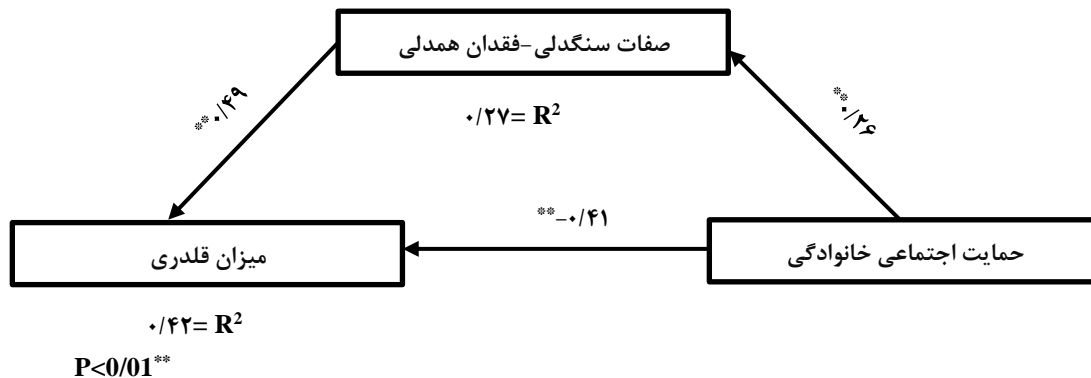 صفات سنگدلی-فقدان همدلی
**۰/۴۹
**۰/۲۶
۰/۲۷= R²
**-۰/۴۱
حمایت اجتماعی خانوادگی
میزان قلدری
۰/۴۲= R²
P<0/01**